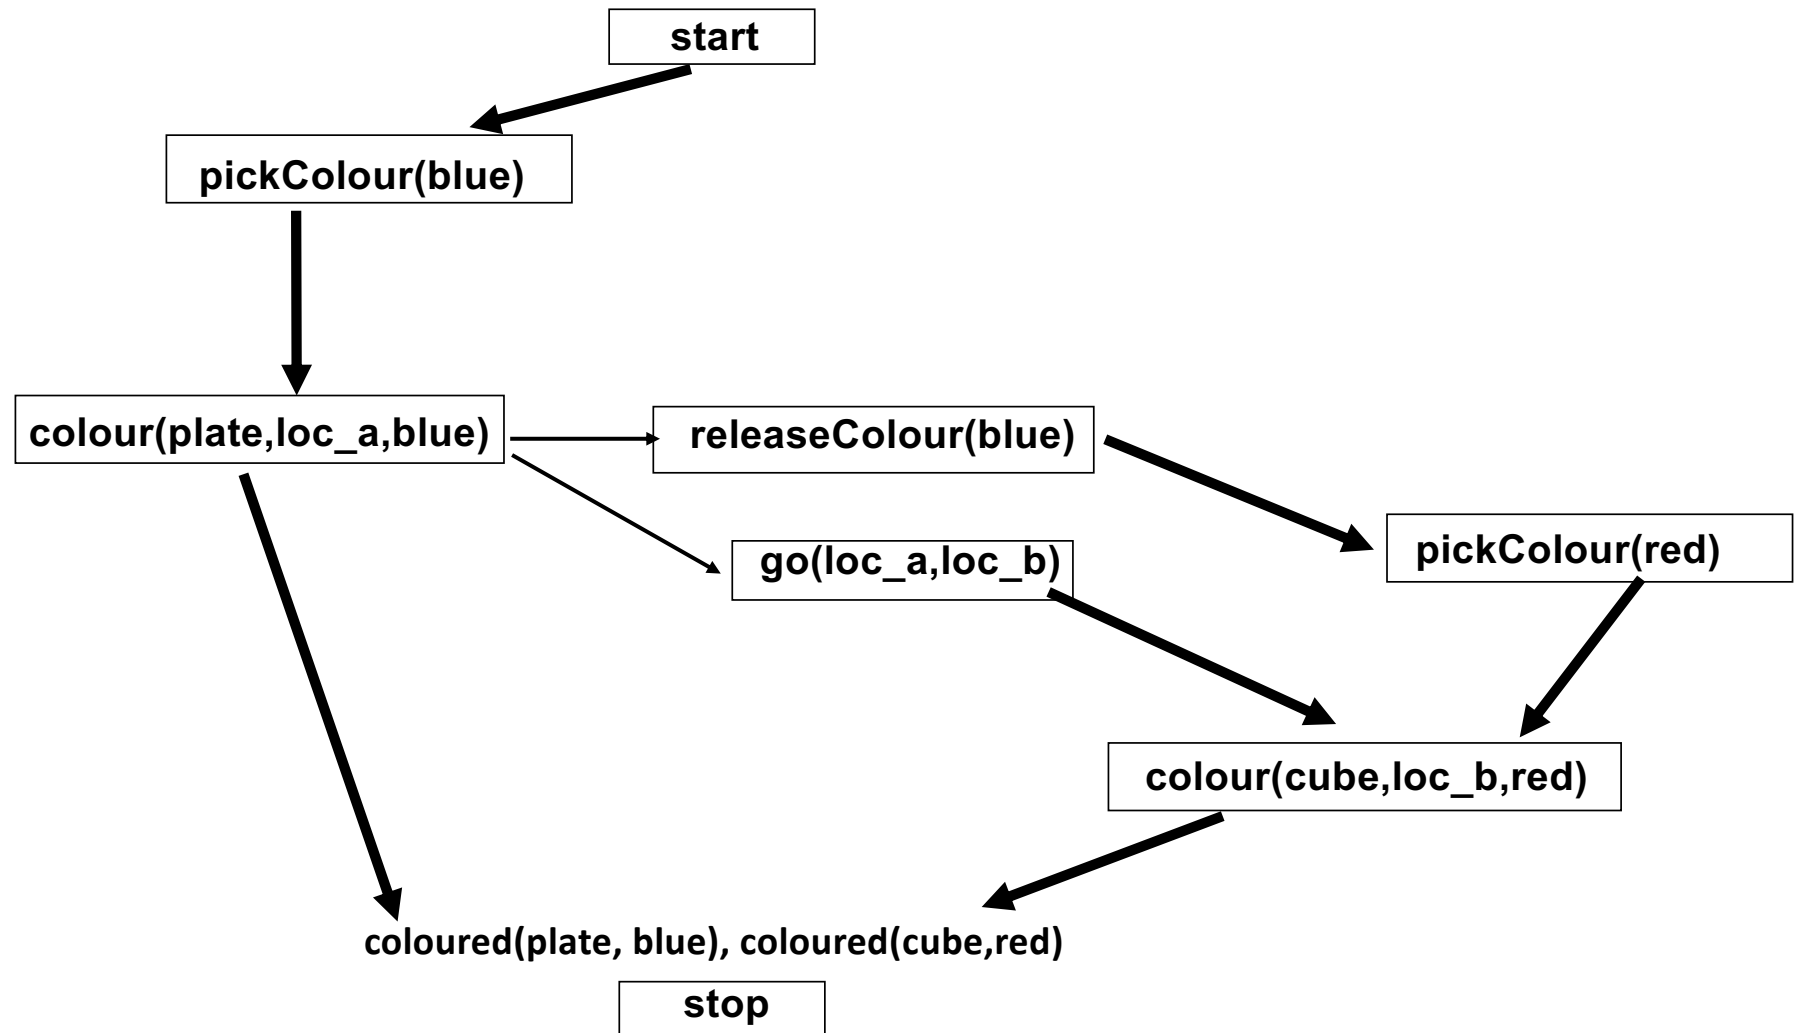 start
pickColour(blue)
colour(plate,loc_a,blue)
releaseColour(blue)
go(loc_a,loc_b)
pickColour(red)
colour(cube,loc_b,red)
coloured(plate, blue), coloured(cube,red)
stop